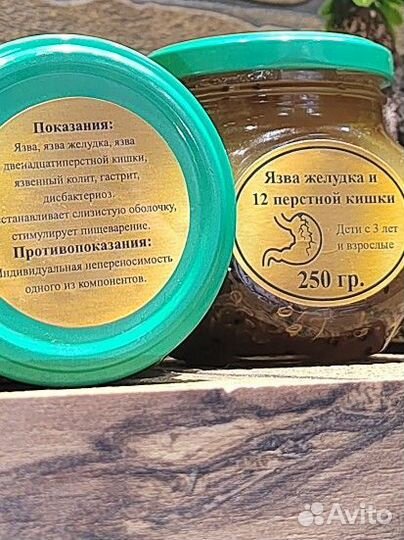 Показания:
Язва, язва желудка, язва
двенадцатиперстной кишки,
язвенный колит, гастрит,
дисбактериоз.
станавливает слизистую оболочку,
стимулирует пищеварение.
Противопоказания:
Индивидуальная непереносимость
одного из компонентов.
Язва желудка и
12 перстной кишки
Дети с 3 лет
и взрослые
250 гр.
Avito